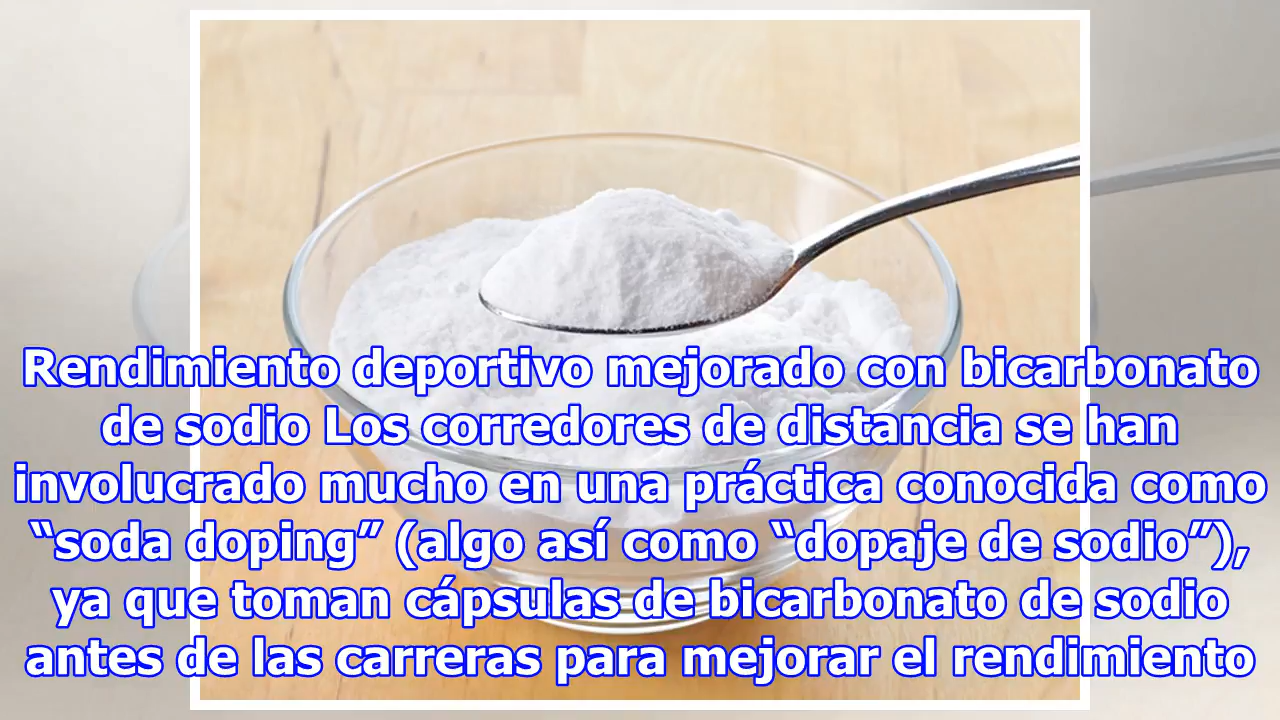 Rendimiento deportivo mejorado con bicarbonato
de sodio Los corredores de distancia se han
involucrado mucho en una práctica conocida como
“soda doping” (algo así como “dopaje de sodio”),
ya que toman cápsulas de bicarbonato de sodio
antes de las carreras para mejorar el rendimiento